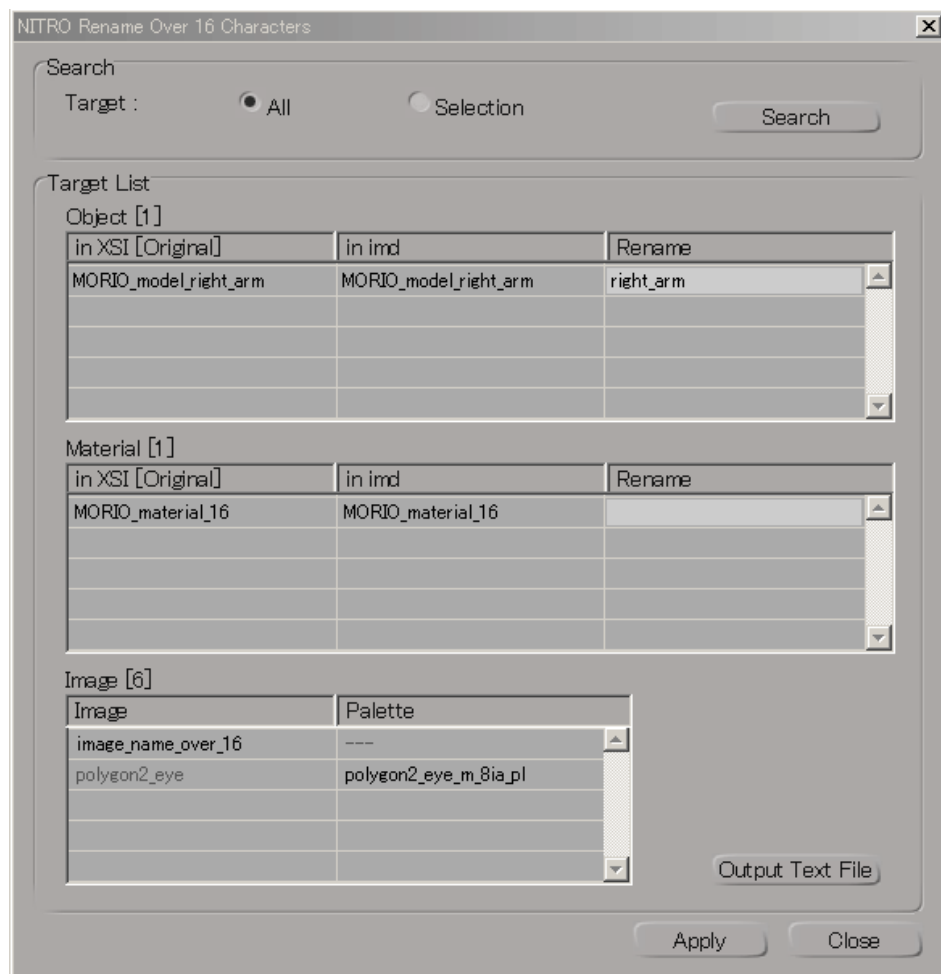 NITRO Rename Over 16 Characters
Search
Target : All Selection Search
Target List
Object [1]
in XSI [Original] in imd Rename
MORIO_model_right_arm MORIO_model_right_arm right_arm
Material [1]
in XSI [Original] in imd Rename
MORIO_material_16 MORIO_material_16
Image [6]
Image Palette
image_name_over_16 ---
polygon2_eye polygon2_eye_m_8ia_pl
Output Text File
Apply Close